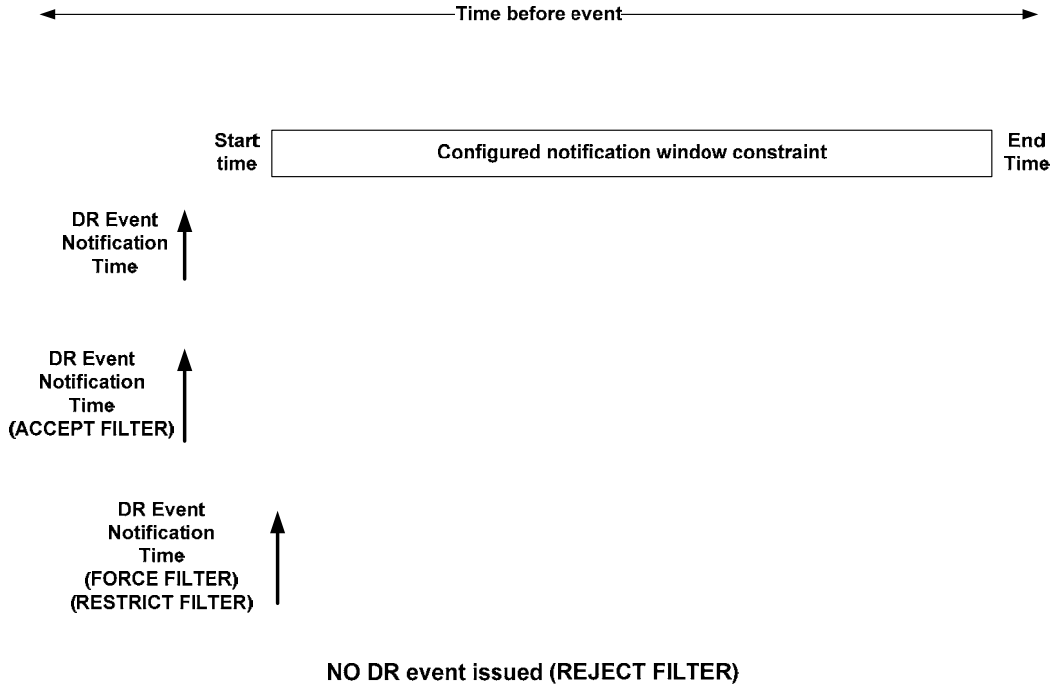 Time before event
Start
time
Configured notification window constraint
End
Time
DR Event
Notification
Time
DR Event
Notification
Time
(ACCEPT FILTER)
DR Event
Notification
Time
(FORCE FILTER)
(RESTRICT FILTER)
NO DR event issued (REJECT FILTER)